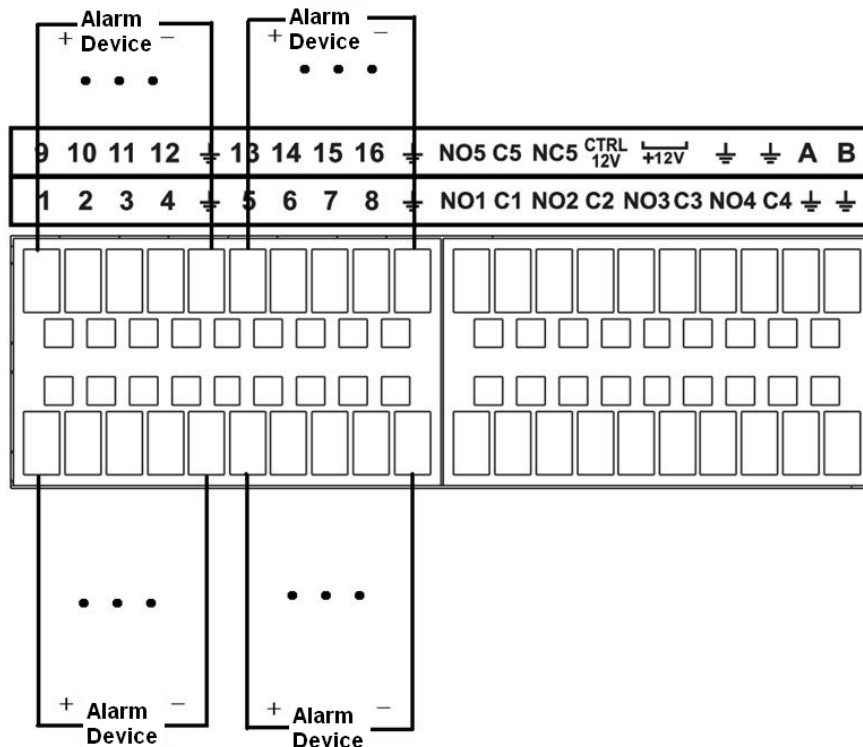 Alarm
+ Device −
Alarm
+ Device −
9 10 11 12 ⏚ 13 14 15 16 ⏚ NO5 C5 NC5 CTRL 12V +12V ⏚ ⏚ A B
1 2 3 4 ⏚ 5 6 7 8 ⏚ NO1 C1 NO2 C2 NO3 C3 NO4 C4 ⏚ ⏚
+ Alarm −
Device
+ Alarm −
Device